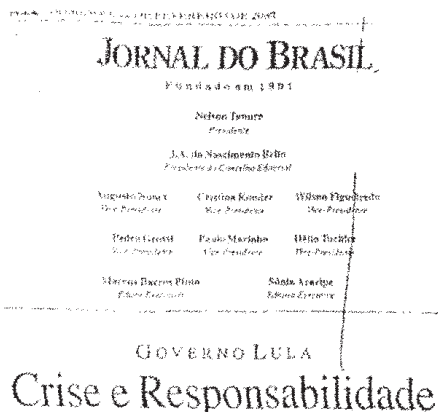 JORNAL DO BRASIL
Fundado em 1891
Nelson Tanure
Presidente
J.A. do Nascimento Brito
Presidente do Conselho Editorial
Augusto Nunes Cristina Konder Wilson Figueiredo
Vice-Presidente Vice-Presidente Vice-Presidente
Pedro Grossi Paulo Marinho Hélio Tuchler
Vice-Presidente Vice-Presidente Vice-Presidente
Marcus Barros Pinto Sônia Araripe
Editor Executivo Editora Executiva
GOVERNO LULA
Crise e Responsabilidade